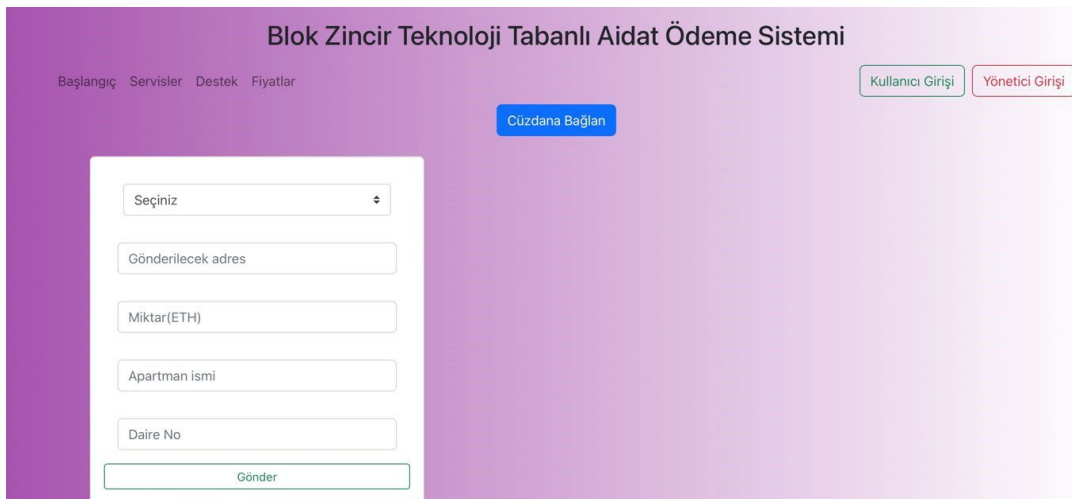 Blok Zincir Teknoloji Tabanlı Aidat Ödeme Sistemi
Başlangıç Servisler Destek Fiyatlar Kullanıcı Girişi Yönetici Girişi
Cüzdana Bağlan
Seçiniz
Gönderilecek adres
Miktar(ETH)
Apartman ismi
Daire No
Gönder